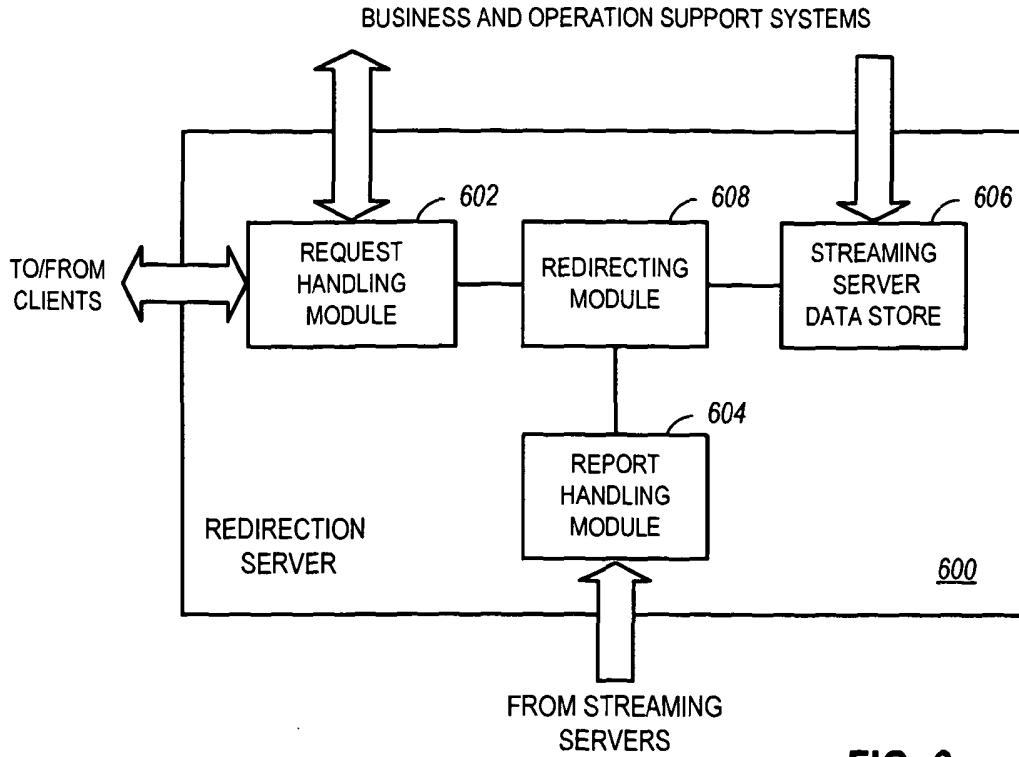 BUSINESS AND OPERATION SUPPORT SYSTEMS
602
608
606
TO/FROM
CLIENTS
REQUEST
HANDLING
MODULE
REDIRECTING
MODULE
STREAMING
SERVER
DATA STORE
604
REPORT
HANDLING
MODULE
REDIRECTION
SERVER
600
FROM STREAMING
SERVERS